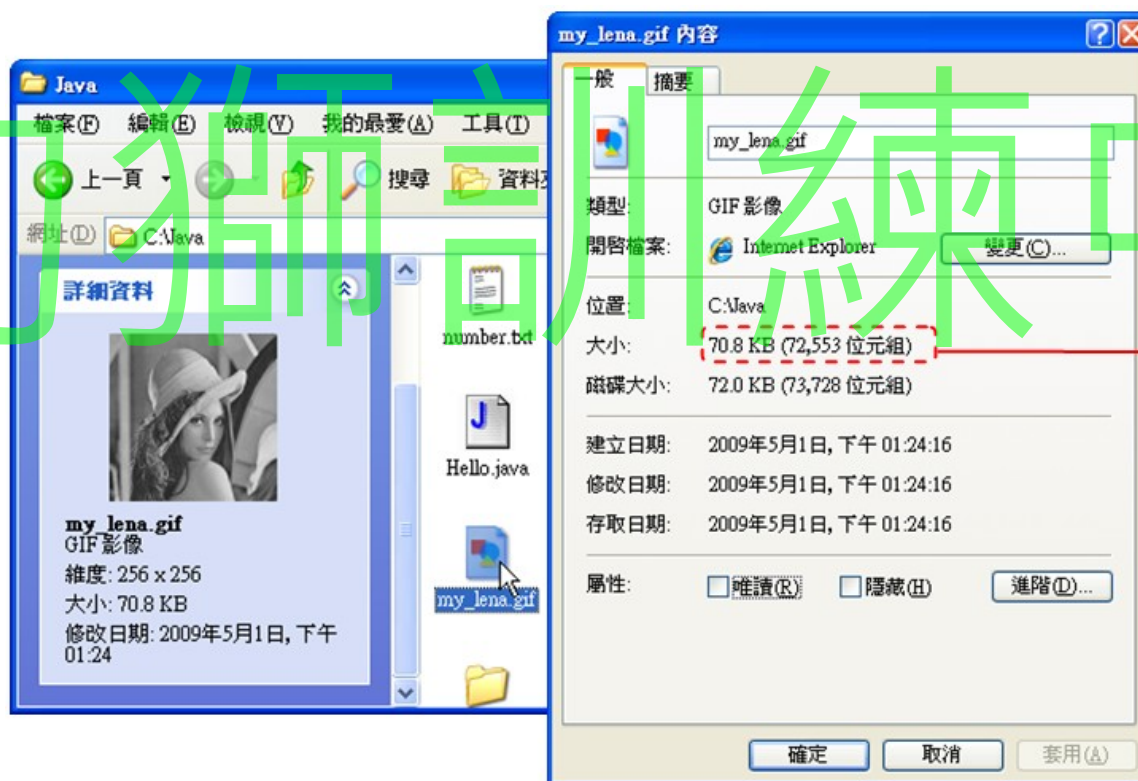 Java
檔案(F) 編輯(E) 檢視(V) 我的最愛(A) 工具(T)
上一頁 搜尋
網址(D) C:\Java
詳細資料
my_lena.gif
GIF 影像
維度: 256 x 256
大小: 70.8 KB
修改日期: 2009年5月1日, 下午
01:24
number.txt
Hello.java
my_lena.gif
my_lena.gif 內容
一般 摘要
my_lena.gif
類型: GIF 影像
開啓檔案: Internet Explorer 變更(C)...
位置: C:\Java
大小: 70.8 KB (72,553 位元組)
磁碟大小: 72.0 KB (73,728 位元組)
建立日期: 2009年5月1日, 下午 01:24:16
修改日期: 2009年5月1日, 下午 01:24:16
存取日期: 2009年5月1日, 下午 01:24:16
屬性: 唯讀(R) 隱藏(H) 進階(D)...
確定 取消 套用(A)
獅訓練